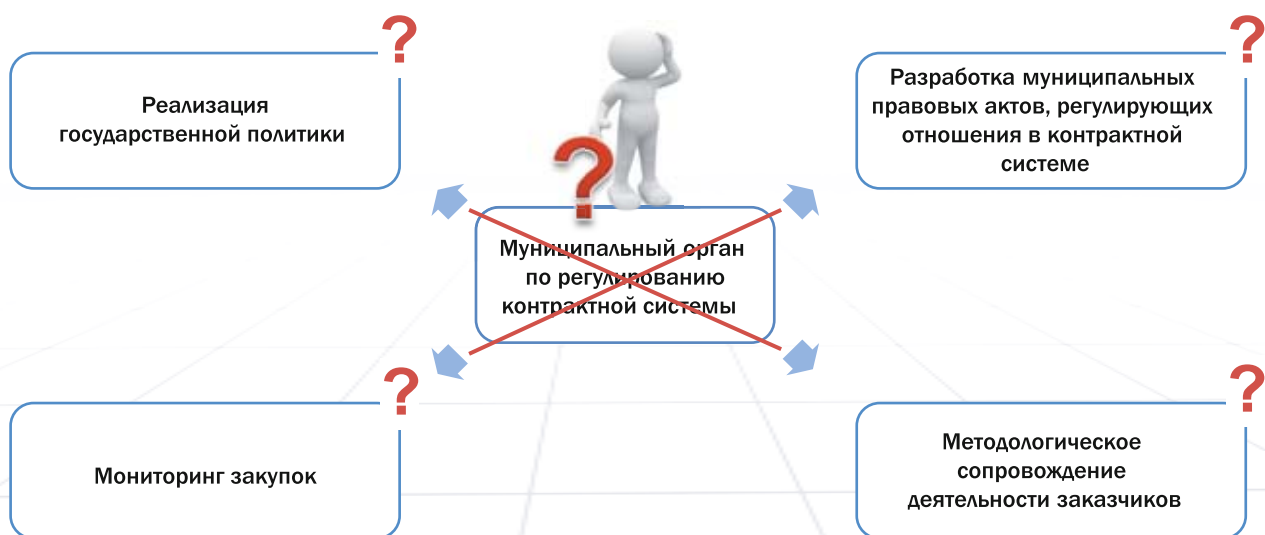 ?
Реализация
государственной политики
?
Разработка муниципальных
правовых актов, регулирующих
отношения в контрактной
системе
?
Муниципальный орган
по регулированию
контрактной системы
?
Мониторинг закупок
?
Методологическое
сопровождение
деятельности заказчиков